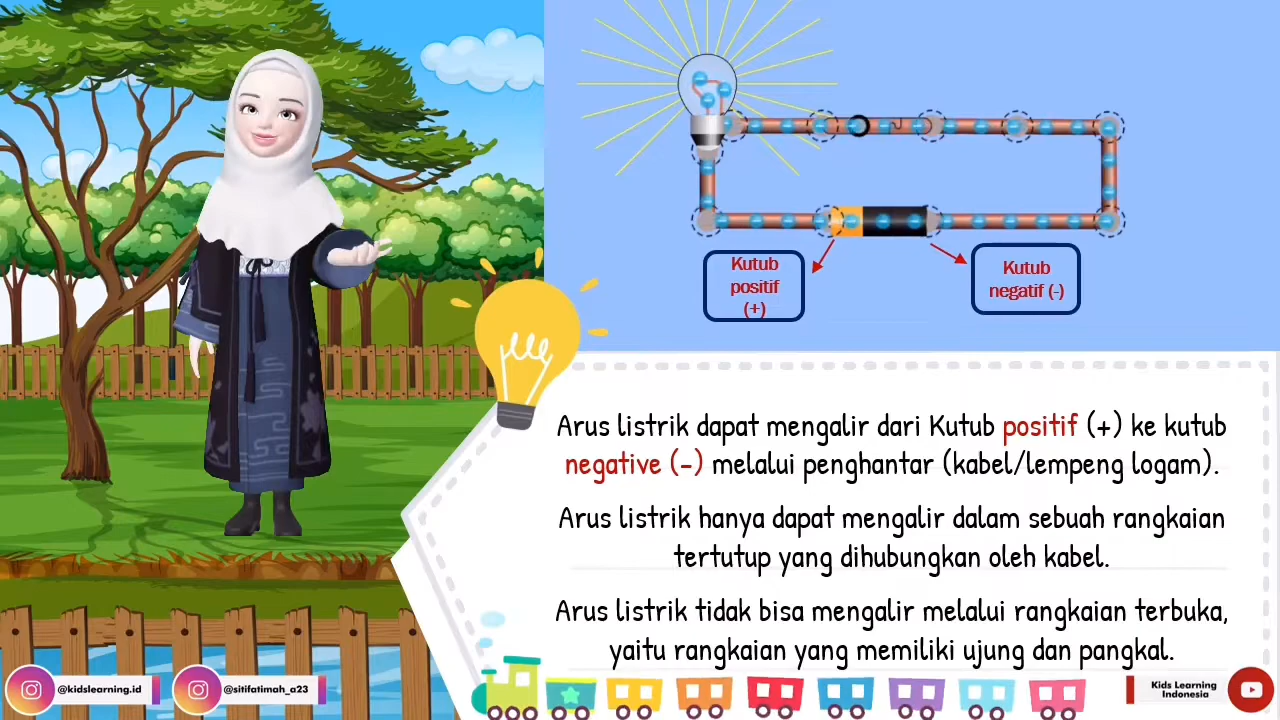 Kutub
positif
(+)
Kutub
negatif (-)
Arus listrik dapat mengalir dari Kutub positif (+) ke kutub
negative (-) melalui penghantar (kabel/lempeng logam).
Arus listrik hanya dapat mengalir dalam sebuah rangkaian
tertutup yang dihubungkan oleh kabel.
Arus listrik tidak bisa mengalir melalui rangkaian terbuka,
yaitu rangkaian yang memiliki ujung dan pangkal.
@kidslearning.id
@sitifatimah_a23
Kids Learning
Indonesia